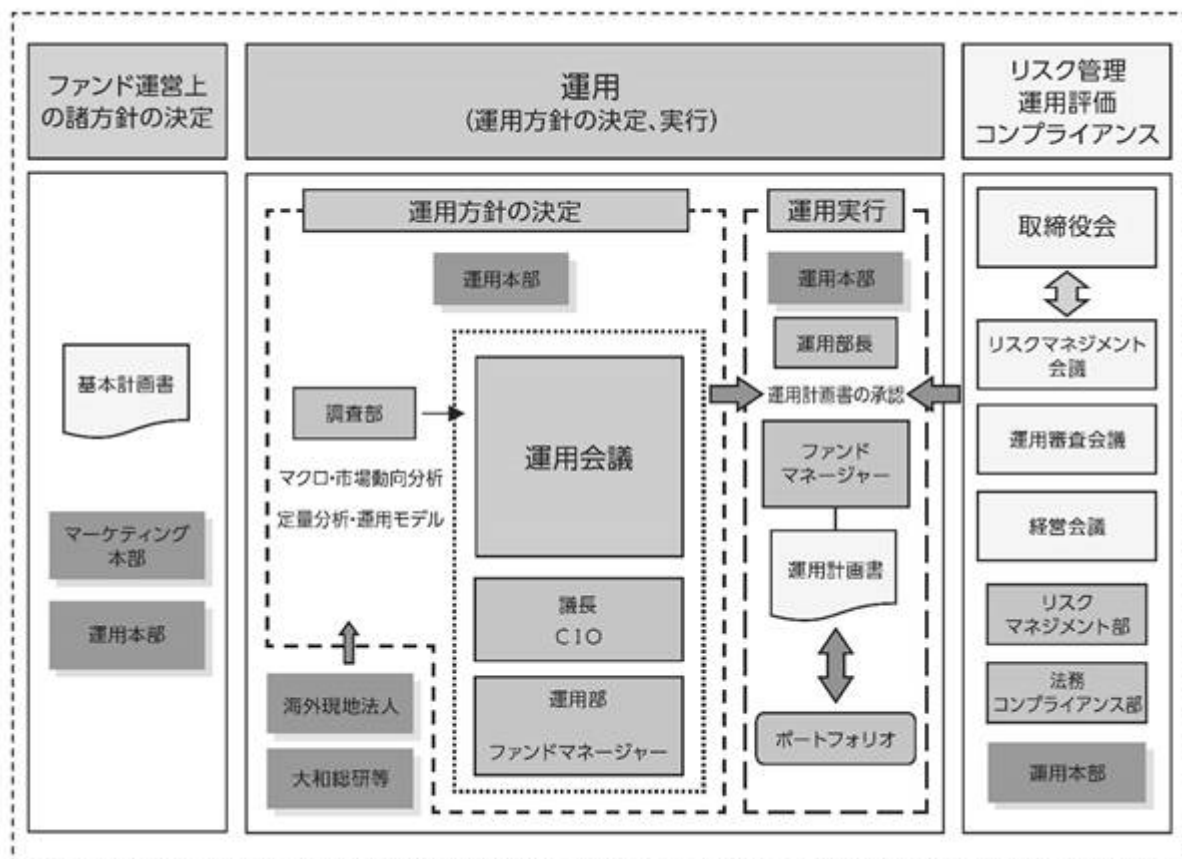 ファンド運営上
の諸方針の決定
運用
(運用方針の決定、実行)
リスク管理
運用評価
コンプライアンス
基本計画書
マーケティング
本部
運用本部
運用方針の決定
運用本部
調査部
マクロ・市場動向分析
定量分析・運用モデル
運用会議
議長
CIO
運用部
ファンドマネージャー
海外現地法人
大和総研等
運用実行
運用本部
運用部長
運用計画書の承認
ファンド
マネージャー
運用計画書
ポートフォリオ
取締役会
リスクマネジメント
会議
運用審査会議
経営会議
リスク
マネジメント部
法務
コンプライアンス部
運用本部